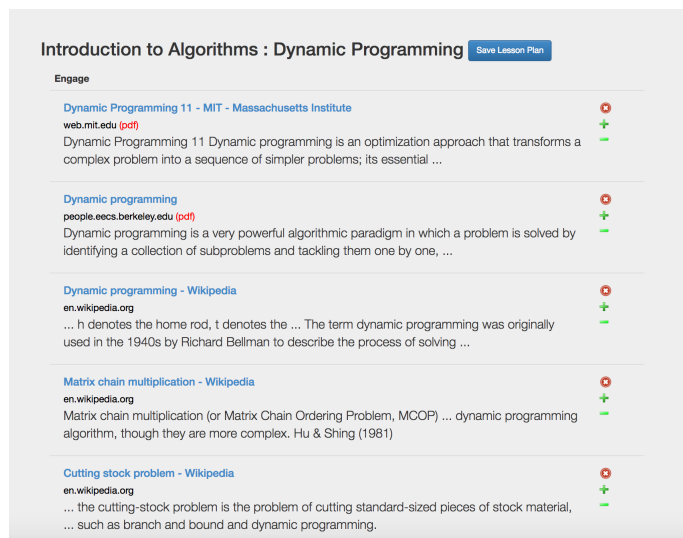 Introduction to Algorithms : Dynamic Programming Save Lesson Plan
Engage
Dynamic Programming 11 - MIT - Massachusetts Institute
web.mit.edu (pdf)
Dynamic Programming 11 Dynamic programming is an optimization approach that transforms a
complex problem into a sequence of simpler problems; its essential ...
Dynamic programming
people.eecs.berkeley.edu (pdf)
Dynamic programming is a very powerful algorithmic paradigm in which a problem is solved by
identifying a collection of subproblems and tackling them one by one, ...
Dynamic programming - Wikipedia
en.wikipedia.org
... h denotes the home rod, t denotes the ... The term dynamic programming was originally
used in the 1940s by Richard Bellman to describe the process of solving ...
Matrix chain multiplication - Wikipedia
en.wikipedia.org
Matrix chain multiplication (or Matrix Chain Ordering Problem, MCOP) ... dynamic programming
algorithm, though they are more complex. Hu & Shing (1981)
Cutting stock problem - Wikipedia
en.wikipedia.org
... the cutting-stock problem is the problem of cutting standard-sized pieces of stock material,
... such as branch and bound and dynamic programming.